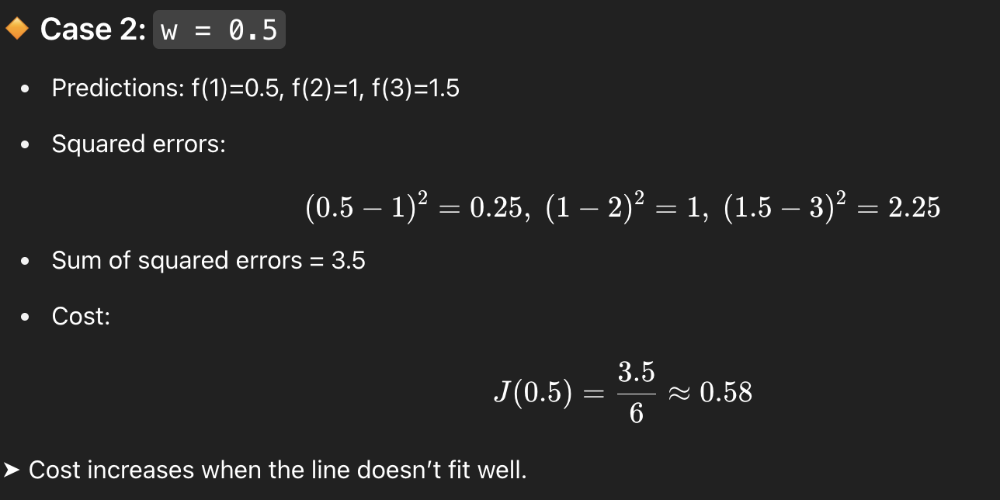 🔶 Case 2: w = 0.5
• Predictions: f(1)=0.5, f(2)=1, f(3)=1.5
• Squared errors:
(0.5 − 1)² = 0.25, (1 − 2)² = 1, (1.5 − 3)² = 2.25
• Sum of squared errors = 3.5
• Cost:
J(0.5) = 3.5/6 ≈ 0.58
➤ Cost increases when the line doesn’t fit well.